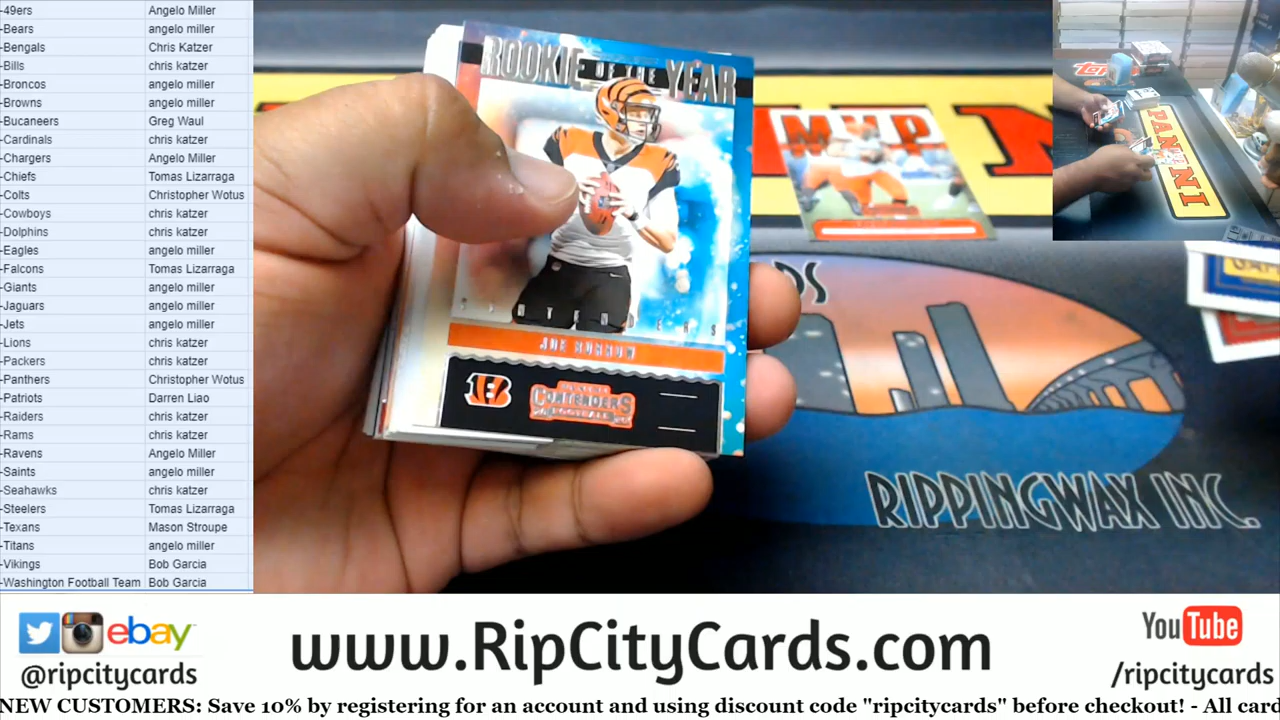 -49ers Angelo Miller
-Bears angelo miller
-Bengals Chris Katzer
-Bills chris katzer
-Broncos angelo miller
-Browns angelo miller
-Bucaneers Greg Waul
-Cardinals chris katzer
-Chargers Angelo Miller
-Chiefs Tomas Lizarraga
-Colts Christopher Wotus
-Cowboys chris katzer
-Dolphins chris katzer
-Eagles angelo miller
-Falcons Tomas Lizarraga
-Giants angelo miller
-Jaguars angelo miller
-Jets angelo miller
-Lions chris katzer
-Packers chris katzer
-Panthers Christopher Wotus
-Patriots Darren Liao
-Raiders chris katzer
-Rams chris katzer
-Ravens Angelo Miller
-Saints angelo miller
-Seahawks chris katzer
-Steelers Tomas Lizarraga
-Texans Mason Stroupe
-Titans angelo miller
-Vikings Bob Garcia
-Washington Football Team Bob Garcia
ROOKIE OF THE YEAR
JOE BURROW
CONTENDERS
FOOTBALL
MVP
PANINI
RIPPINGWAX INC.
ebay
@ripcitycards
www.RipCityCards.com
YouTube
/ripcitycards
NEW CUSTOMERS: Save 10% by registering for an account and using discount code "ripcitycards" before checkout! - All card